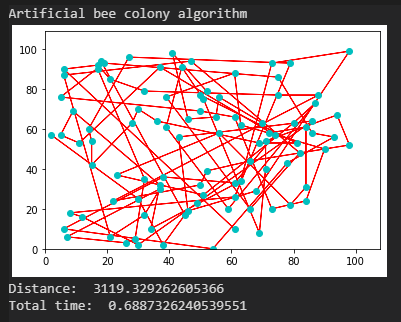 Artificial bee colony algorithm
100
80
60
40
20
0
0 20 40 60 80 100
Distance: 3119.329262605366
Total time: 0.6887326240539551